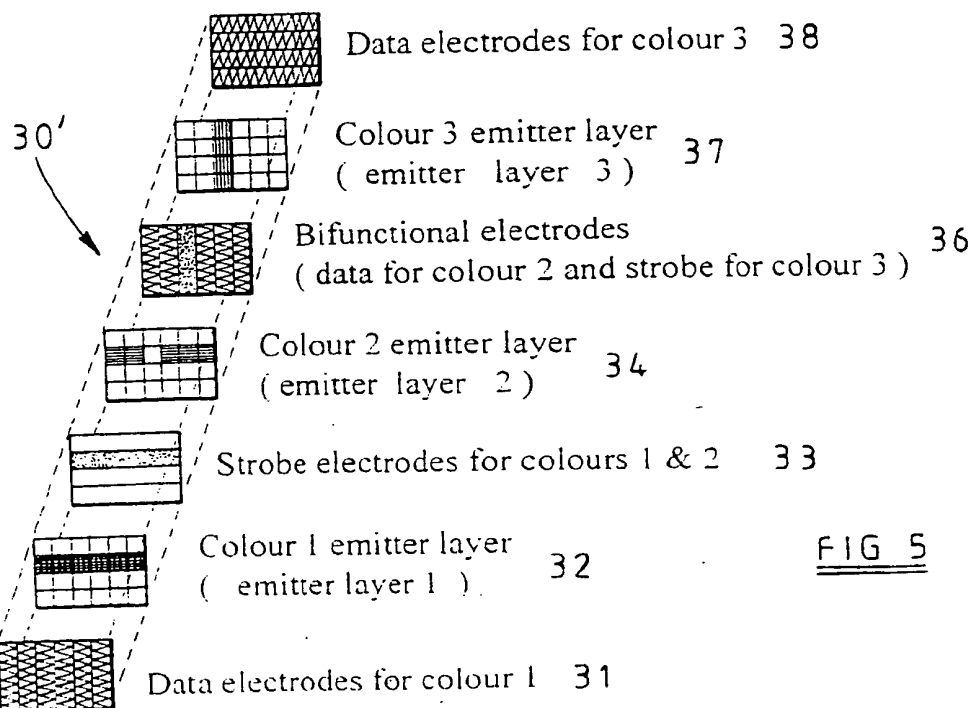 Data electrodes for colour 3 38
30'
Colour 3 emitter layer
( emitter layer 3 ) 37
Bifunctional electrodes 36
( data for colour 2 and strobe for colour 3 )
Colour 2 emitter layer
( emitter layer 2 ) 34
Strobe electrodes for colours 1 & 2 33
Colour 1 emitter layer
( emitter layer 1 ) 32
FIG 5
Data electrodes for colour 1 31